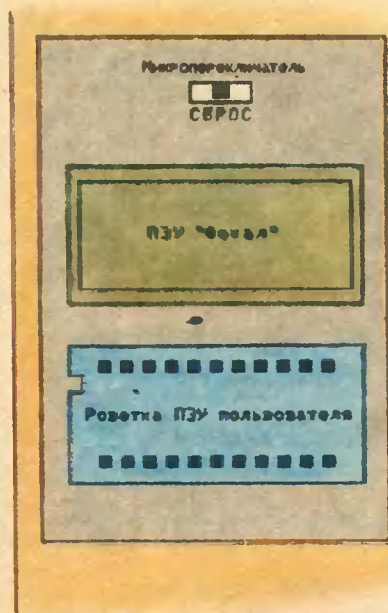 Микропереключатель
СБРОС
ПЗУ "Фокал"
Розетка ПЗУ пользователя